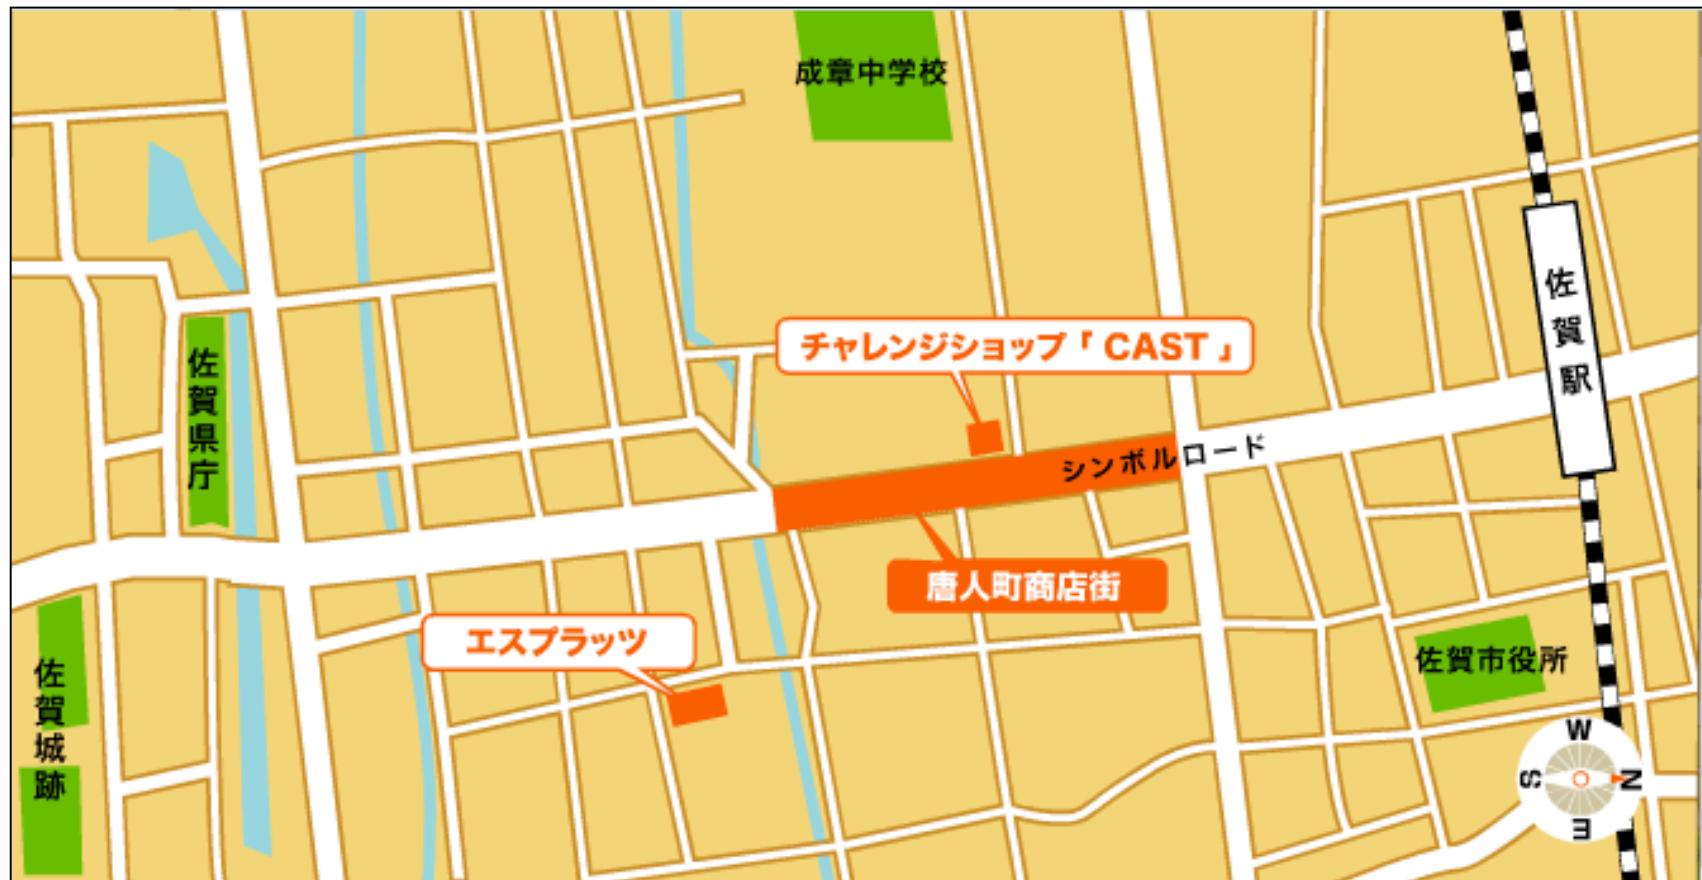 成章中学校
佐賀駅
チャレンジショップ「 CAST 」
佐賀県庁
シンボルロード
唐人町商店街
エスプラッツ
佐賀市役所
佐賀城跡
W
S
N
E